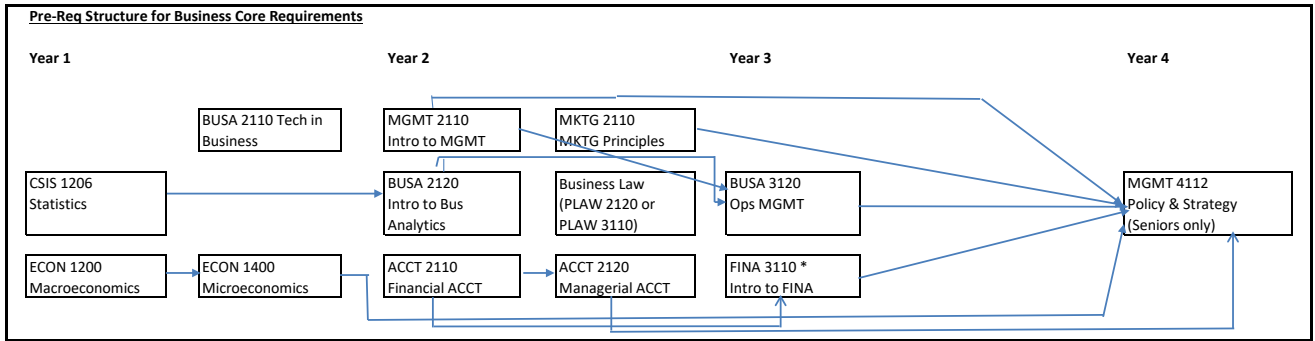 Pre-Req Structure for Business Core Requirements
Year 1
Year 2
Year 3
Year 4
BUSA 2110 Tech in
Business
MGMT 2110
Intro to MGMT
MKTG 2110
MKTG Principles
CSIS 1206
Statistics
BUSA 2120
Intro to Bus
Analytics
Business Law
(PLAW 2120 or
PLAW 3110)
BUSA 3120
Ops MGMT
MGMT 4112
Policy & Strategy
(Seniors only)
ECON 1200
Macroeconomics
ECON 1400
Microeconomics
ACCT 2110
Financial ACCT
ACCT 2120
Managerial ACCT
FINA 3110 *
Intro to FINA